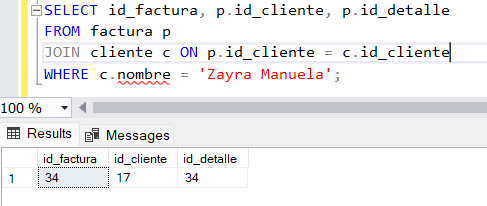 SELECT id_factura, p.id_cliente, p.id_detalle
FROM factura p
JOIN cliente c ON p.id_cliente = c.id_cliente
WHERE c.nombre = 'Zayra Manuela';
100 %
Results Messages
id_factura id_cliente id_detalle
1 34 17 34